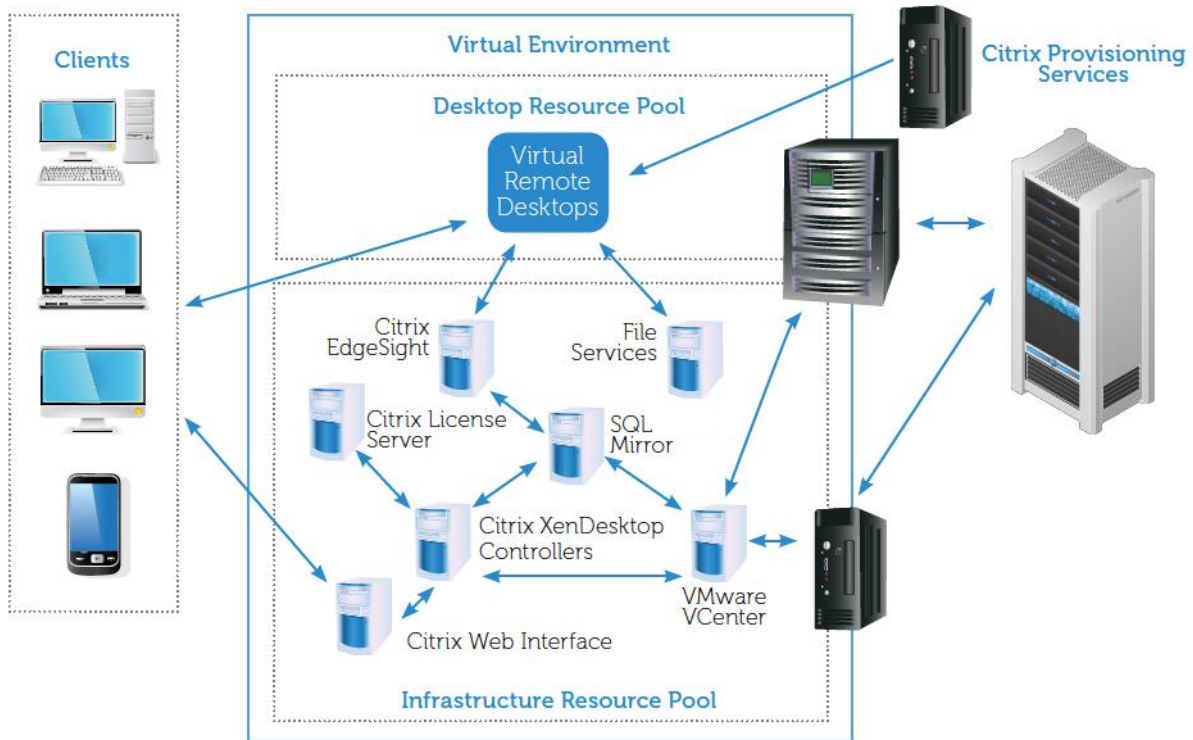 Clients
Virtual Environment
Desktop Resource Pool
Virtual
Remote
Desktops
Citrix Provisioning
Services
Citrix
EdgeSight
File
Services
Citrix License
Server
SQL
Mirror
Citrix XenDesktop
Controllers
VMware
VCenter
Citrix Web Interface
Infrastructure Resource Pool